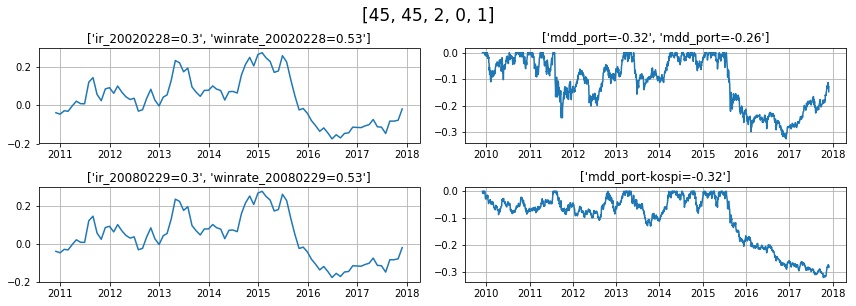 [45, 45, 2, 0, 1]
['ir_20020228=0.3', 'winrate_20020228=0.53']
0.2
0.0
−0.2
2011 2012 2013 2014 2015 2016 2017 2018
['mdd_port=-0.32', 'mdd_port=-0.26']
0.0
−0.1
−0.2
−0.3
2010 2011 2012 2013 2014 2015 2016 2017 2018
['ir_20080229=0.3', 'winrate_20080229=0.53']
0.2
0.0
−0.2
2011 2012 2013 2014 2015 2016 2017 2018
['mdd_port-kospi=-0.32']
0.0
−0.1
−0.2
−0.3
2010 2011 2012 2013 2014 2015 2016 2017 2018